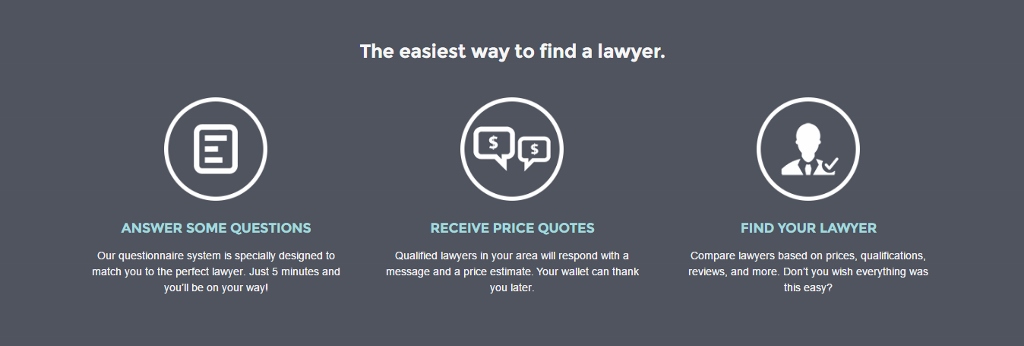 The easiest way to find a lawyer.
$ $
ANSWER SOME QUESTIONS
Our questionnaire system is specially designed to
match you to the perfect lawyer. Just 5 minutes and
you'll be on your way!
RECEIVE PRICE QUOTES
Qualified lawyers in your area will respond with a
message and a price estimate. Your wallet can thank
you later.
FIND YOUR LAWYER
Compare lawyers based on prices, qualifications,
reviews, and more. Don't you wish everything was
this easy?